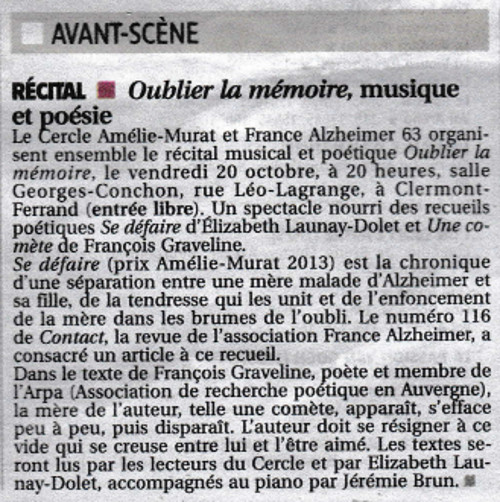 AVANT-SCÈNE
RÉCITAL ■ Oublier la mémoire, musique
et poésie
Le Cercle Amélie-Murat et France Alzheimer 63 organi-
sent ensemble le récital musical et poétique Oublier la
mémoire, le vendredi 20 octobre, à 20 heures, salle
Georges-Conchon, rue Léo-Lagrange, à Clermont-
Ferrand (entrée libre). Un spectacle nourri des recueils
poétiques Se défaire d'Élizabeth Launay-Dolet et Une co-
mète de François Graveline.
Se défaire (prix Amélie-Murat 2013) est la chronique
d'une séparation entre une mère malade d'Alzheimer et
sa fille, de la tendresse qui les unit et de l'enfoncement
de la mère dans les brumes de l'oubli. Le numéro 116
de Contact, la revue de l'association France Alzheimer, a
consacré un article à ce recueil.
Dans le texte de François Graveline, poète et membre de
l'Arpa (Association de recherche poétique en Auvergne),
la mère de l'auteur, telle une comète, apparaît, s'efface
peu à peu, puis disparaît. L'auteur doit se résigner à ce
vide qui se creuse entre lui et l'être aimé. Les textes se-
ront lus par les lecteurs du Cercle et par Elizabeth Lau-
nay-Dolet, accompagnés au piano par Jérémie Brun. ■